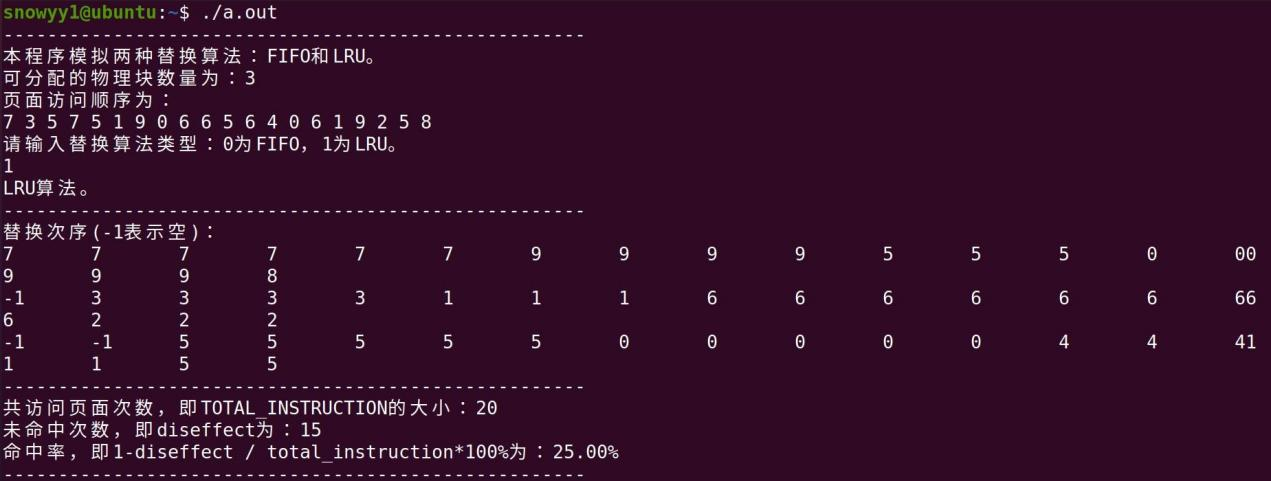 snowyy1@ubuntu:~$ ./a.out
-----------------------------------------------------
本程序模拟两种替换算法：FIFO和LRU。
可分配的物理块数量为：3
页面访问顺序为：
7 3 5 7 5 1 9 0 6 6 5 6 4 0 6 1 9 2 5 8
请输入替换算法类型：0为FIFO，1为LRU。
1
LRU算法。
-----------------------------------------------------
替换次序(-1表示空)：
7 7 7 7 7 7 9 9 9 9 5 5 5 0 00
9 9 9 8
-1 3 3 3 3 1 1 1 6 6 6 6 6 6 66
6 2 2 2
-1 -1 5 5 5 5 5 0 0 0 0 0 4 4 41
1 1 5 5
-----------------------------------------------------
共访问页面次数，即TOTAL_INSTRUCTION的大小：20
未命中次数，即diseffect为：15
命中率，即1-diseffect / total_instruction*100%为：25.00%
-----------------------------------------------------